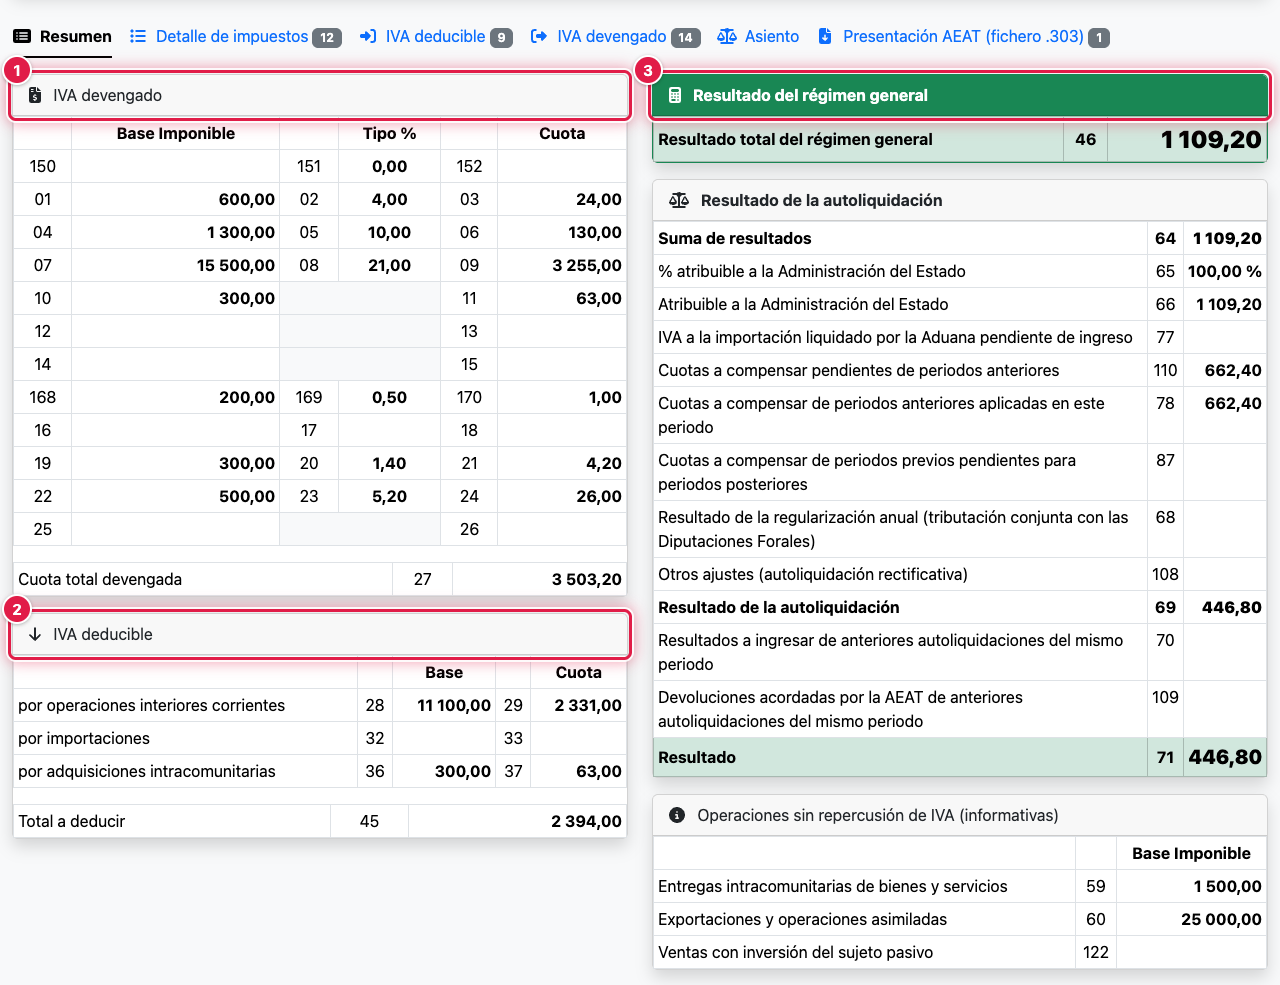 Resumen Detalle de impuestos 12 IVA deducible 9 IVA devengado 14 Asiento Presentación AEAT (fichero .303) 1
1
IVA devengado
Base Imponible Tipo % Cuota
150 151 0,00 152
01 600,00 02 4,00 03 24,00
04 1 300,00 05 10,00 06 130,00
07 15 500,00 08 21,00 09 3 255,00
10 300,00 11 63,00
12 13
14 15
168 200,00 169 0,50 170 1,00
16 17 18
19 300,00 20 1,40 21 4,20
22 500,00 23 5,20 24 26,00
25 26
Cuota total devengada 27 3 503,20
2
IVA deducible
Base Cuota
por operaciones interiores corrientes 28 11 100,00 29 2 331,00
por importaciones 32 33
por adquisiciones intracomunitarias 36 300,00 37 63,00
Total a deducir 45 2 394,00
3
Resultado del régimen general
Resultado total del régimen general 46 1 109,20
Resultado de la autoliquidación
Suma de resultados 64 1 109,20
% atribuible a la Administración del Estado 65 100,00 %
Atribuible a la Administración del Estado 66 1 109,20
IVA a la importación liquidado por la Aduana pendiente de ingreso 77
Cuotas a compensar pendientes de periodos anteriores 110 662,40
Cuotas a compensar de periodos anteriores aplicadas en este 78 662,40
periodo
Cuotas a compensar de periodos previos pendientes para 87
periodos posteriores
Resultado de la regularización anual (tributación conjunta con las 68
Diputaciones Forales)
Otros ajustes (autoliquidación rectificativa) 108
Resultado de la autoliquidación 69 446,80
Resultados a ingresar de anteriores autoliquidaciones del mismo 70
periodo
Devoluciones acordadas por la AEAT de anteriores 109
autoliquidaciones del mismo periodo
Resultado 71 446,80
Operaciones sin repercusión de IVA (informativas)
Base Imponible
Entregas intracomunitarias de bienes y servicios 59 1 500,00
Exportaciones y operaciones asimiladas 60 25 000,00
Ventas con inversión del sujeto pasivo 122